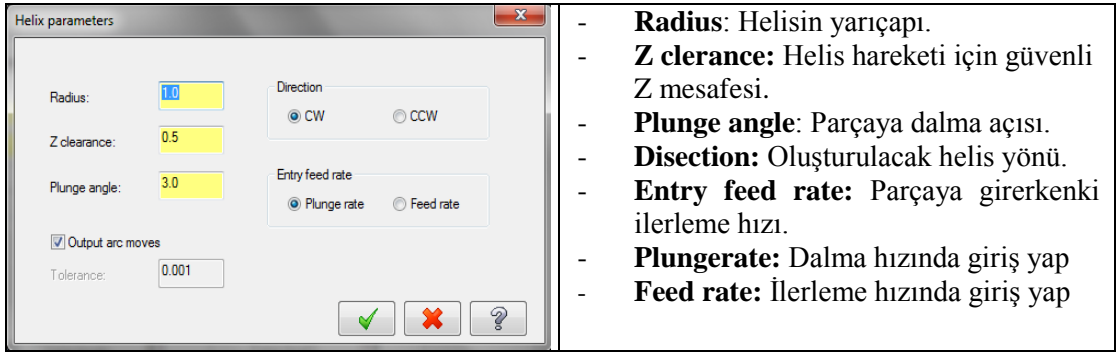 Helix parameters
Radius: 1.0
Z clearance: 0.5
Plunge angle: 3.0
Output arc moves
Tolerance: 0.001
Direction
CW CCW
Entry feed rate
Plunge rate Feed rate
- Radius: Helisin yarıçapı.
- Z clerance: Helis hareketi için güvenli
Z mesafesi.
- Plunge angle: Parçaya dalma açısı.
- Disection: Oluşturulacak helis yönü.
- Entry feed rate: Parçaya girerkenki
ilerleme hızı.
- Plungerate: Dalma hızında giriş yap
- Feed rate: İlerleme hızında giriş yap